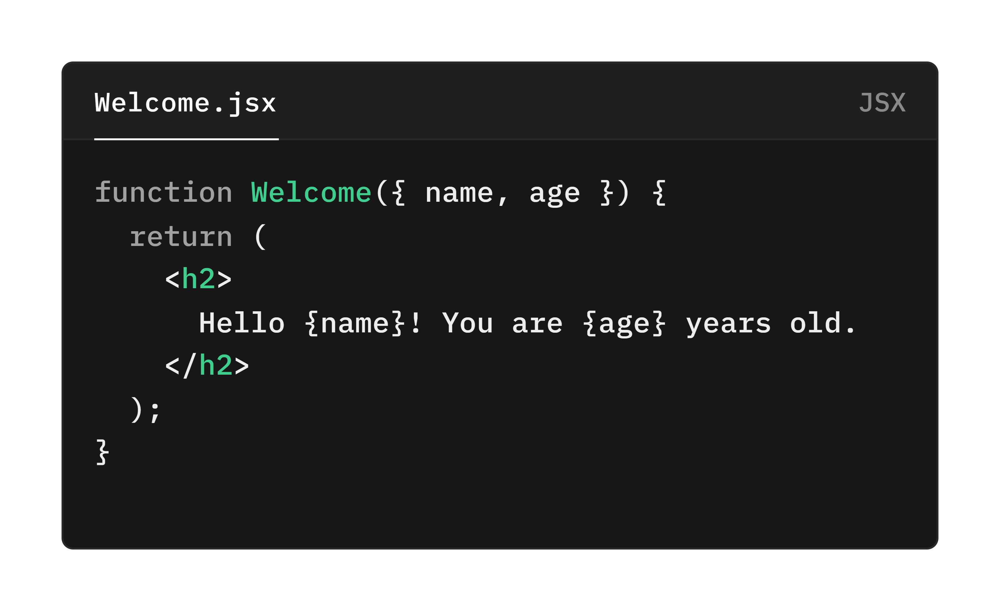 Welcome.jsx
JSX
function Welcome({ name, age }) {
  return (
    <h2>
      Hello {name}! You are {age} years old.
    </h2>
  );
}